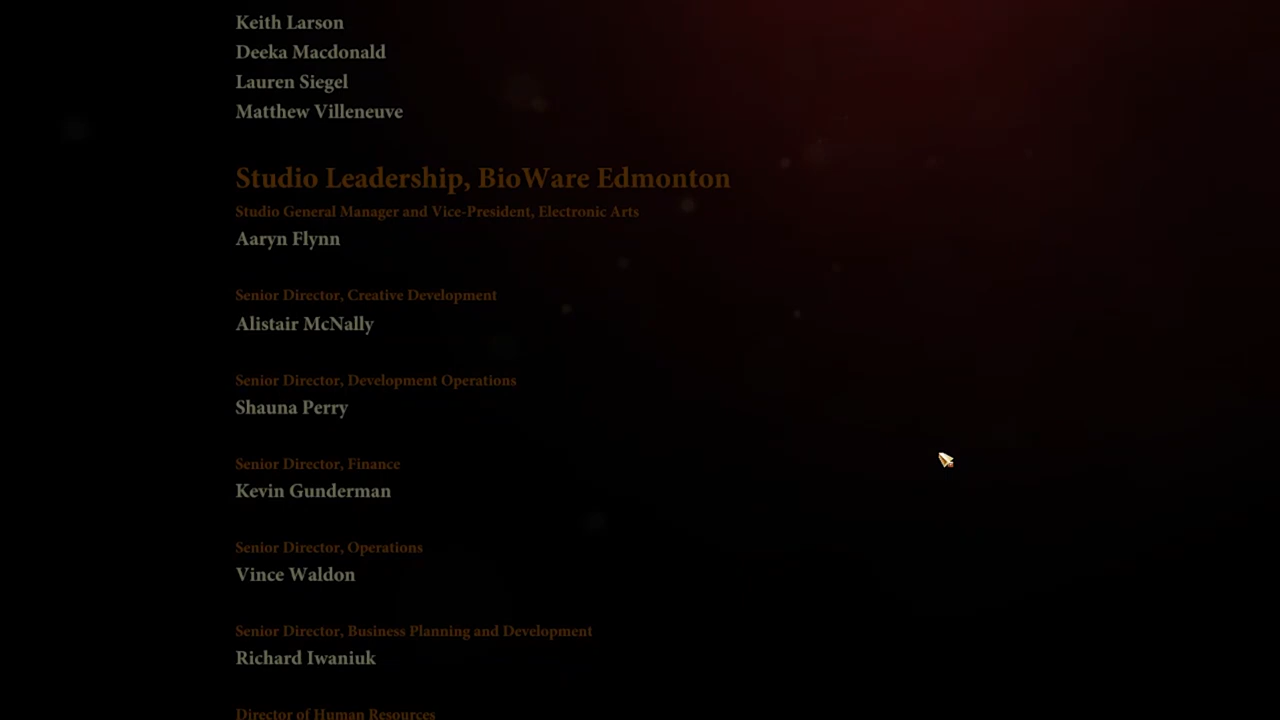 Keith Larson
Deeka Macdonald
Lauren Siegel
Matthew Villeneuve
Studio Leadership, BioWare Edmonton
Studio General Manager and Vice-President, Electronic Arts
Aaryn Flynn
Senior Director, Creative Development
Alistair McNally
Senior Director, Development Operations
Shauna Perry
Senior Director, Finance
Kevin Gunderman
Senior Director, Operations
Vince Waldon
Senior Director, Business Planning and Development
Richard Iwaniuk
Director of Human Resources